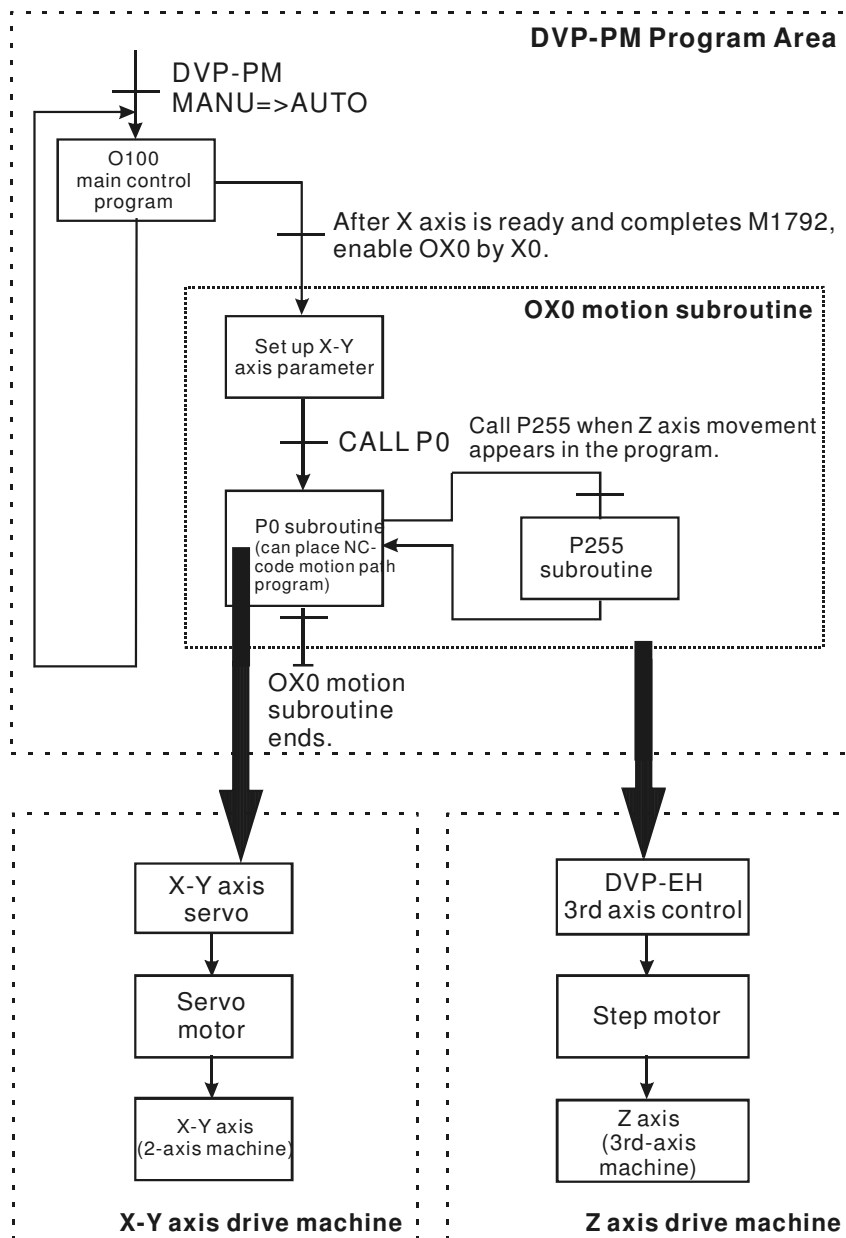 DVP-PM Program Area
DVP-PM
MANU=>AUTO
O100
main control
program
After X axis is ready and completes M1792,
enable OX0 by X0.
OX0 motion subroutine
Set up X-Y
axis parameter
CALL P0
Call P255 when Z axis movement
appears in the program.
P0 subroutine
(can place NC-
code motion path
program)
P255
subroutine
OX0 motion
subroutine
ends.
X-Y axis
servo
Servo
motor
X-Y axis
(2-axis machine)
X-Y axis drive machine
DVP-EH
3rd axis control
Step motor
Z axis
(3rd-axis
machine)
Z axis drive machine